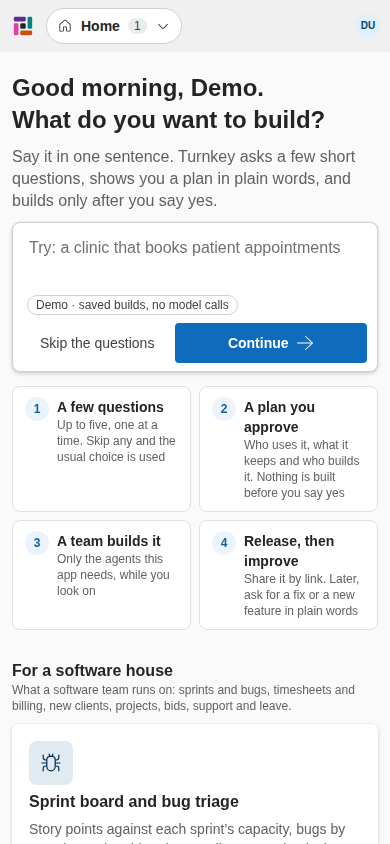 Home 1
DU
Good morning, Demo.
What do you want to build?
Say it in one sentence. Turnkey asks a few short
questions, shows you a plan in plain words, and
builds only after you say yes.
Try: a clinic that books patient appointments
Demo · saved builds, no model calls
Skip the questions
Continue
1
A few questions
Up to five, one at a
time. Skip any and the
usual choice is used
2
A plan you
approve
Who uses it, what it
keeps and who builds
it. Nothing is built
before you say yes
3
A team builds it
Only the agents this
app needs, while you
look on
4
Release, then
improve
Share it by link. Later,
ask for a fix or a new
feature in plain words
For a software house
What a software team runs on: sprints and bugs, timesheets and
billing, new clients, projects, bids, support and leave.
Sprint board and bug triage
Story points against each sprint's capacity, bugs by